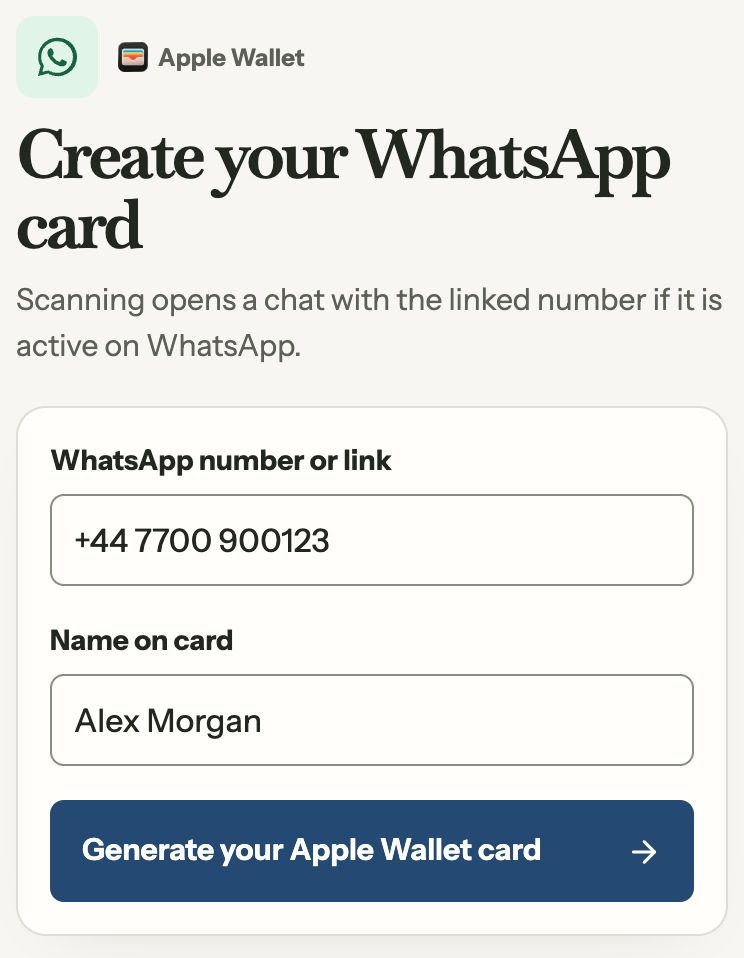 Apple Wallet
Create your WhatsApp
card
Scanning opens a chat with the linked number if it is
active on WhatsApp.
WhatsApp number or link
+44 7700 900123
Name on card
Alex Morgan
Generate your Apple Wallet card